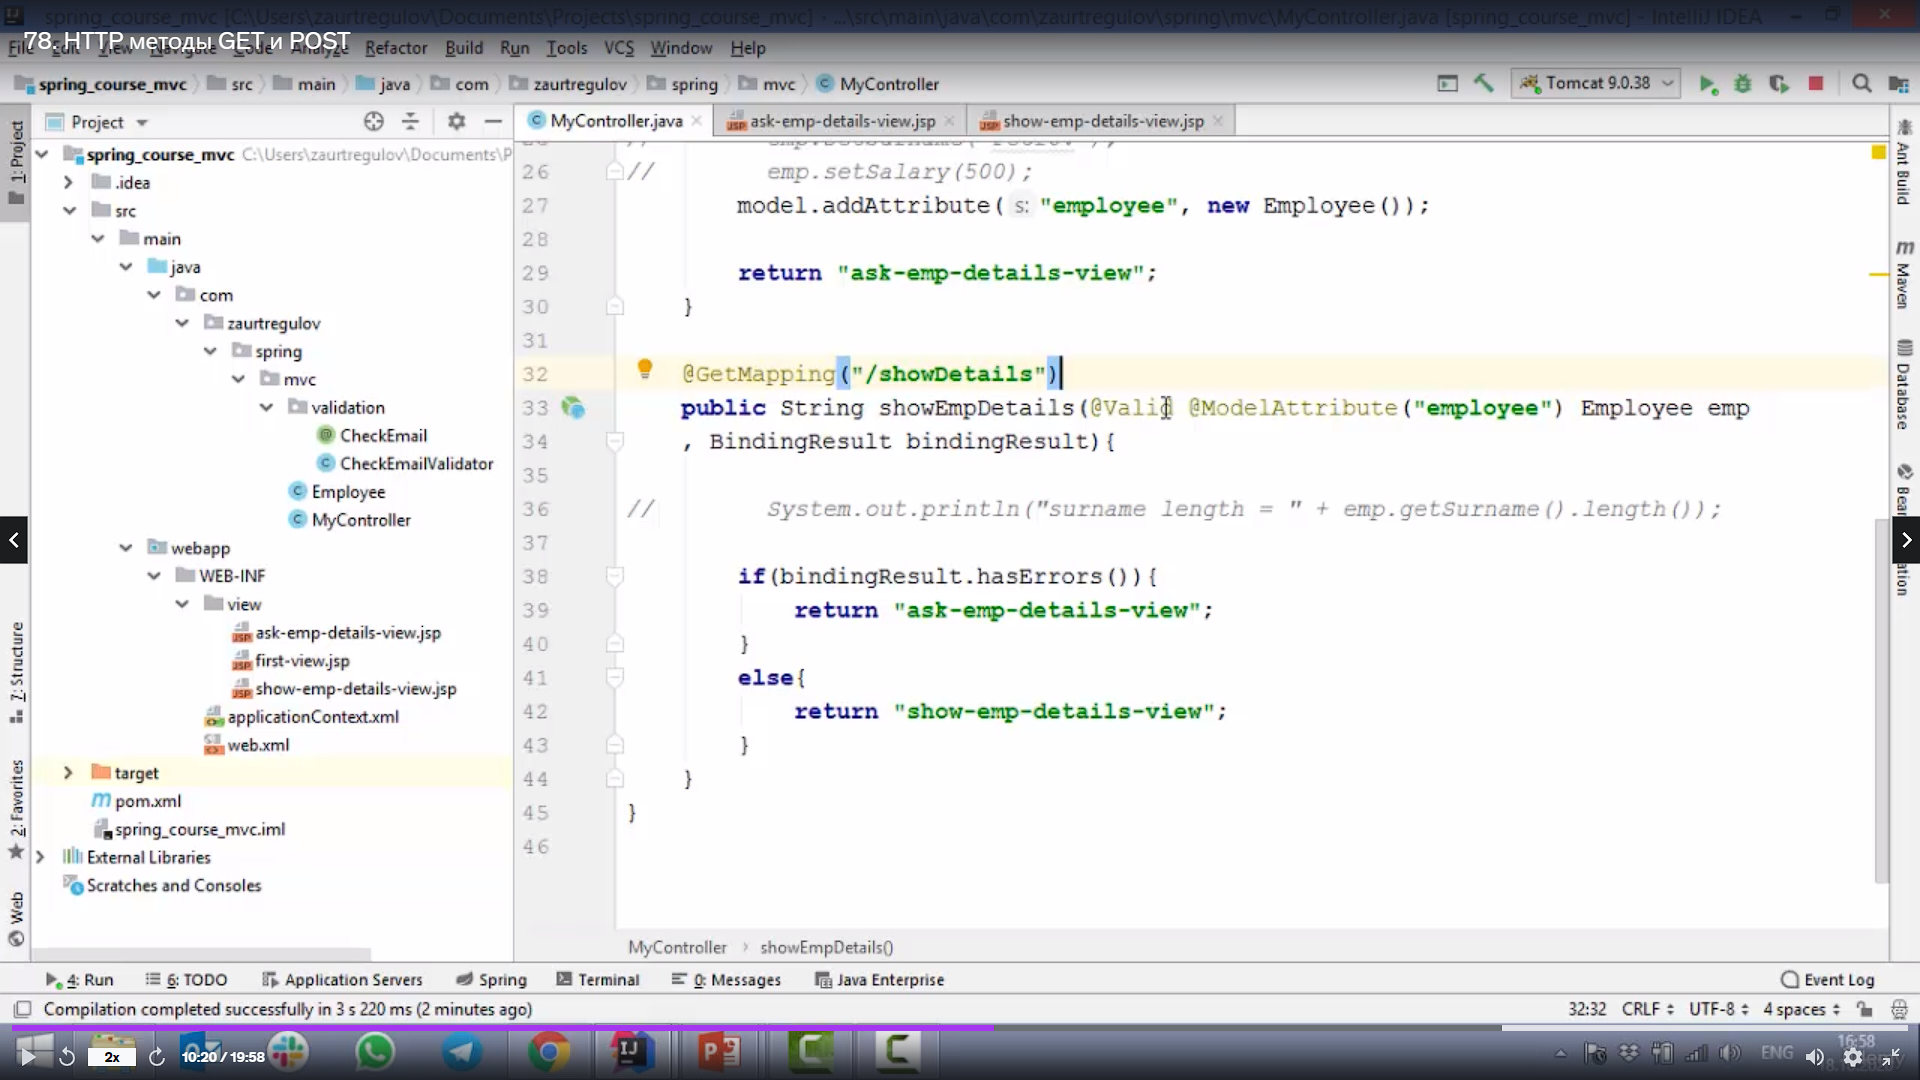 spring_course_mvc [C:\Users\zaurtregulov\Documents\Projects\spring_course_mvc] - ...\src\main\java\com\zaurtregulov\spring\mvc\MyController.java [spring_course_mvc] - IntelliJ IDEA
78. HTTP методы GET и POST
File Edit View Navigate Code Analyze Refactor Build Run Tools VCS Window Help
spring_course_mvc src main java com zaurtregulov spring mvc MyController
Tomcat 9.0.38
1: Project
Project
MyController.java
ask-emp-details-view.jsp
show-emp-details-view.jsp
spring_course_mvc C:\Users\zaurtregulov\Documents\P
.idea
src
main
java
com
zaurtregulov
spring
mvc
validation
CheckEmail
CheckEmailValidator
Employee
MyController
webapp
WEB-INF
view
ask-emp-details-view.jsp
first-view.jsp
show-emp-details-view.jsp
applicationContext.xml
web.xml
target
pom.xml
spring_course_mvc.iml
External Libraries
Scratches and Consoles
26 // emp.setSalary(500);
27 model.addAttribute( s: "employee", new Employee());
28
29 return "ask-emp-details-view";
30 }
31
32 @GetMapping("/showDetails")
33 public String showEmpDetails(@Valid @ModelAttribute("employee") Employee emp
34 , BindingResult bindingResult){
35
36 // System.out.println("surname length = " + emp.getSurname().length());
37
38 if(bindingResult.hasErrors()){
39 return "ask-emp-details-view";
40 }
41 else{
42 return "show-emp-details-view";
43 }
44 }
45 }
46
MyController showEmpDetails()
7: Structure
2: Favorites
Web
Ant Build
Maven
Database
4: Run 6: TODO Application Servers Spring Terminal 0: Messages Java Enterprise Event Log
Compilation completed successfully in 3 s 220 ms (2 minutes ago) 32:32 CRLF UTF-8 4 spaces
2x 10:20 / 19:58 ENG 16:58